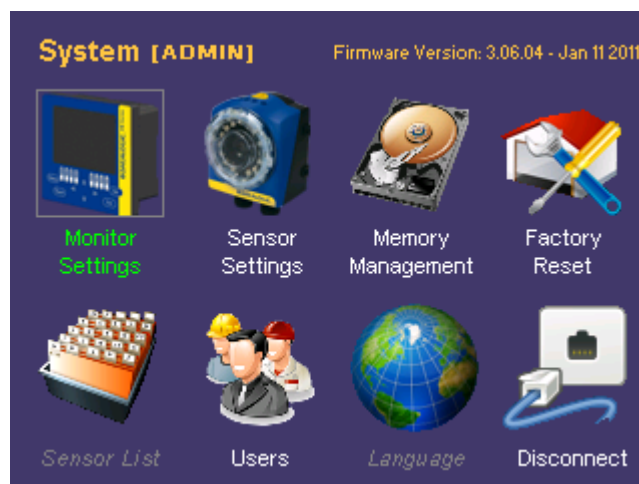 System [ADMIN]
Firmware Version: 3.06.04 - Jan 11 2011
Monitor
Settings
Sensor
Settings
Memory
Management
Factory
Reset
Sensor List
Users
Language
Disconnect